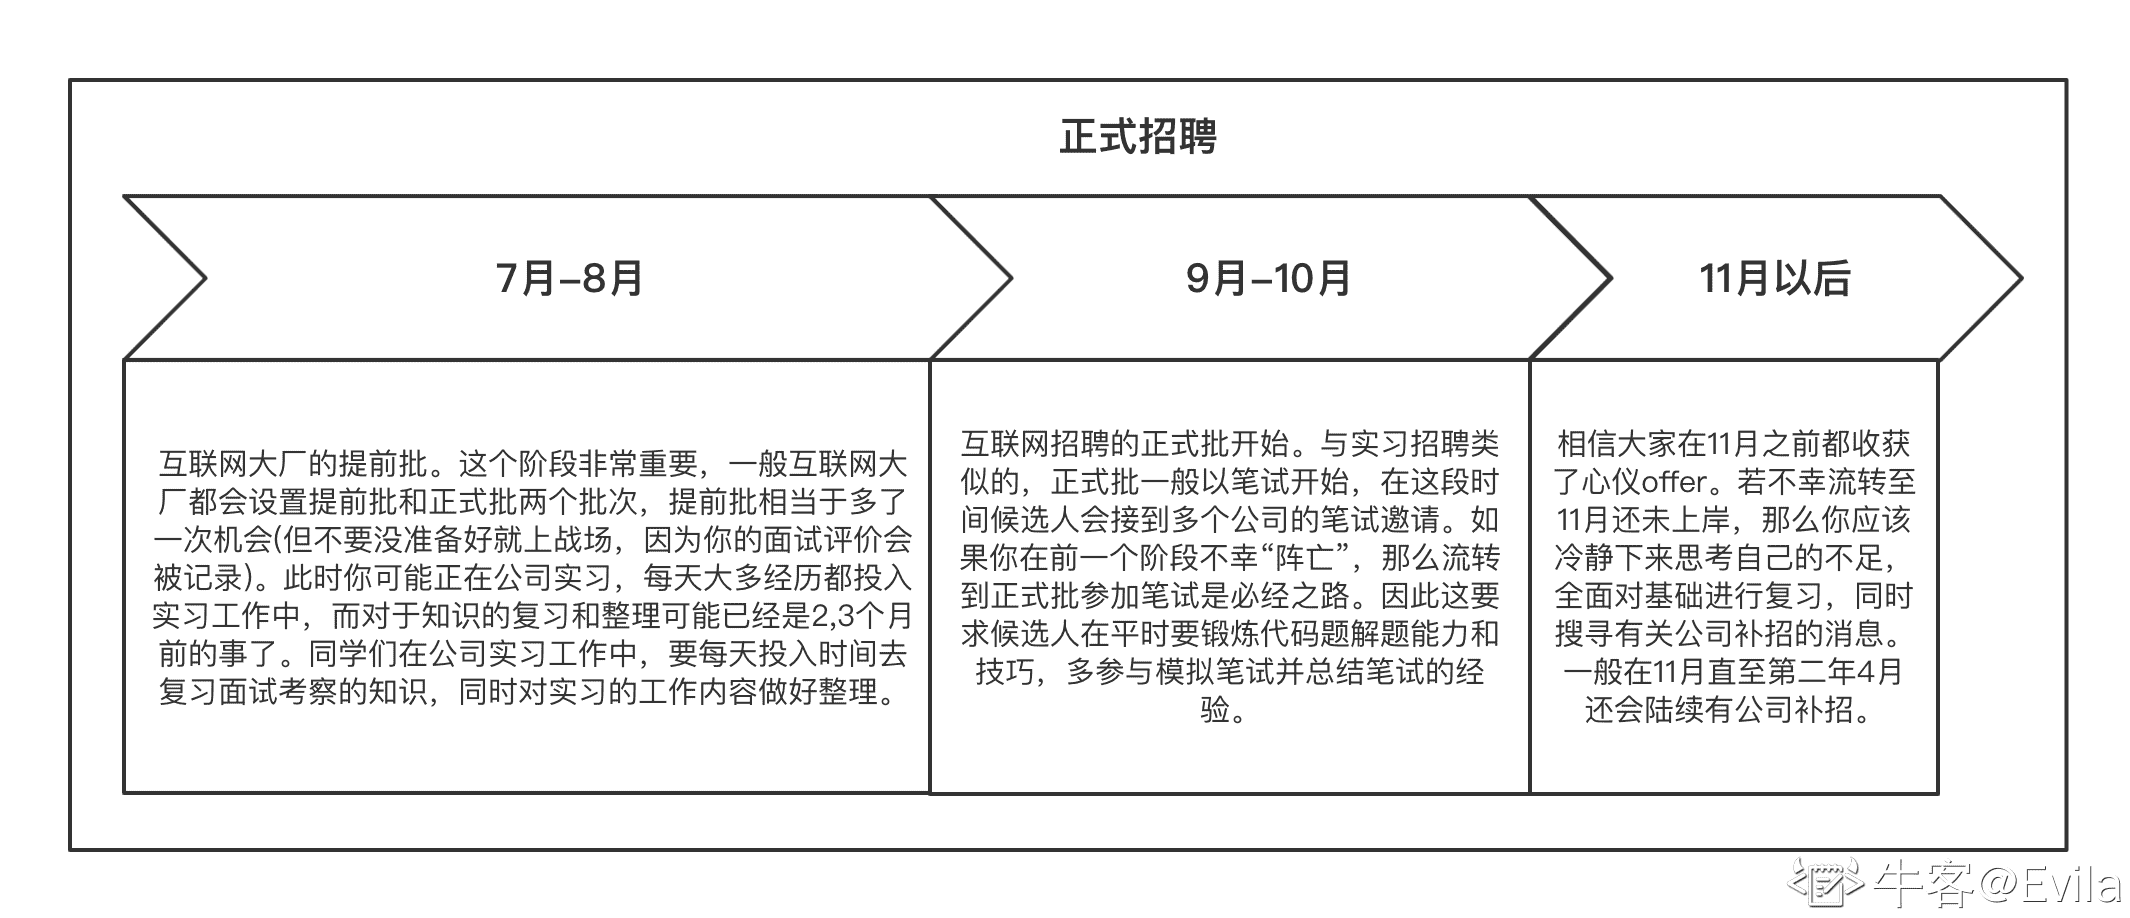 正式招聘
7月–8月
9月–10月
11月以后
互联网大厂的提前批。这个阶段非常重要，一般互联网大
厂都会设置提前批和正式批两个批次，提前批相当于多了
一次机会(但不要没准备好就上战场，因为你的面试评价会
被记录)。此时你可能正在公司实习，每天大多经历都投入
实习工作中，而对于知识的复习和整理可能已经是2,3个月
前的事了。同学们在公司实习工作中，要每天投入时间去
复习面试考察的知识，同时对实习的工作内容做好整理。
互联网招聘的正式批开始。与实习招聘类
似的，正式批一般以笔试开始，在这段时
间候选人会接到多个公司的笔试邀请。如
果你在前一个阶段不幸“阵亡”，那么流转
到正式批参加笔试是必经之路。因此这要
求候选人在平时要锻炼代码题解题能力和
技巧，多参与模拟笔试并总结笔试的经
验。
相信大家在11月之前都收获
了心仪offer。若不幸流转至
11月还未上岸，那么你应该
冷静下来思考自己的不足，
全面对基础进行复习，同时
搜寻有关公司补招的消息。
一般在11月直至第二年4月
还会陆续有公司补招。
牛客@Evila